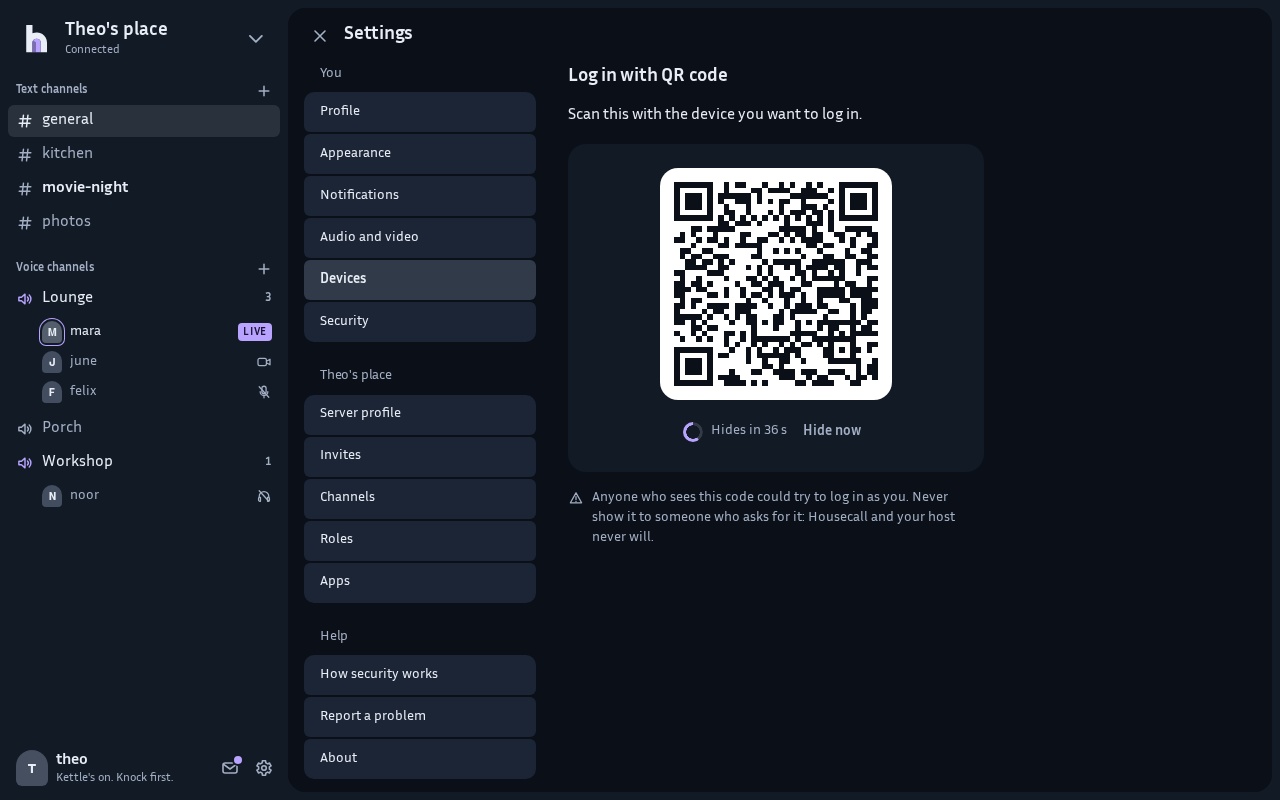 Theo's place
Connected
Text channels
general
kitchen
movie-night
photos
Voice channels
Lounge
3
M
mara
LIVE
J
june
F
felix
Porch
Workshop
1
N
noor
T
theo
Kettle's on. Knock first.
Settings
You
Profile
Appearance
Notifications
Audio and video
Devices
Security
Theo's place
Server profile
Invites
Channels
Roles
Apps
Help
How security works
Report a problem
About
Log in with QR code
Scan this with the device you want to log in.
Hides in 36 s
Hide now
Anyone who sees this code could try to log in as you. Never
show it to someone who asks for it: Housecall and your host
never will.